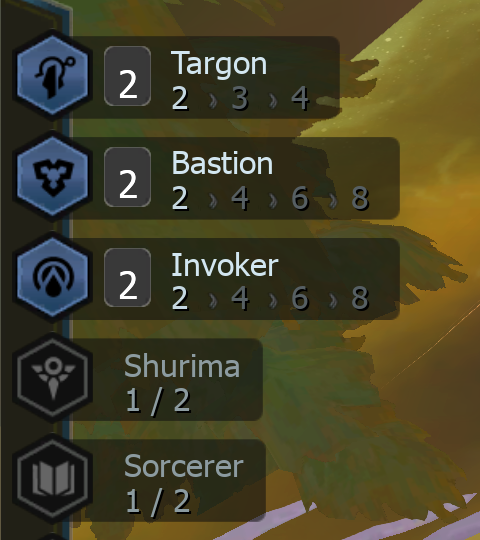 Targon
2 2 › 3 › 4
Bastion
2 2 › 4 › 6 › 8
Invoker
2 2 › 4 › 6 › 8
Shurima
1 / 2
Sorcerer
1 / 2